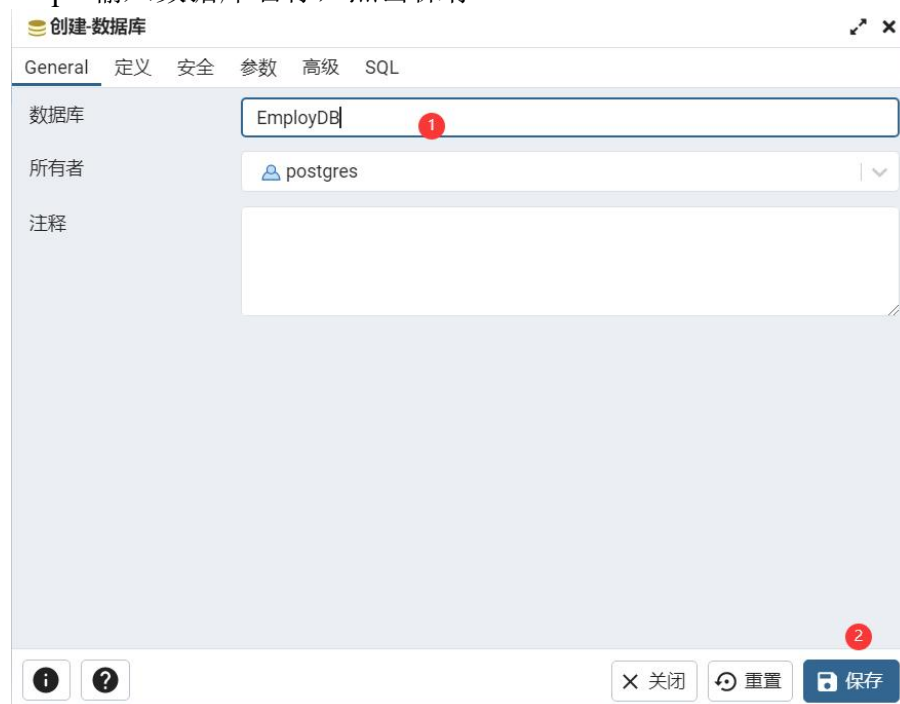 创建-数据库
General 定义 安全 参数 高级 SQL
数据库 EmployDB 1
所有者 postgres
注释
2
关闭 重置 保存